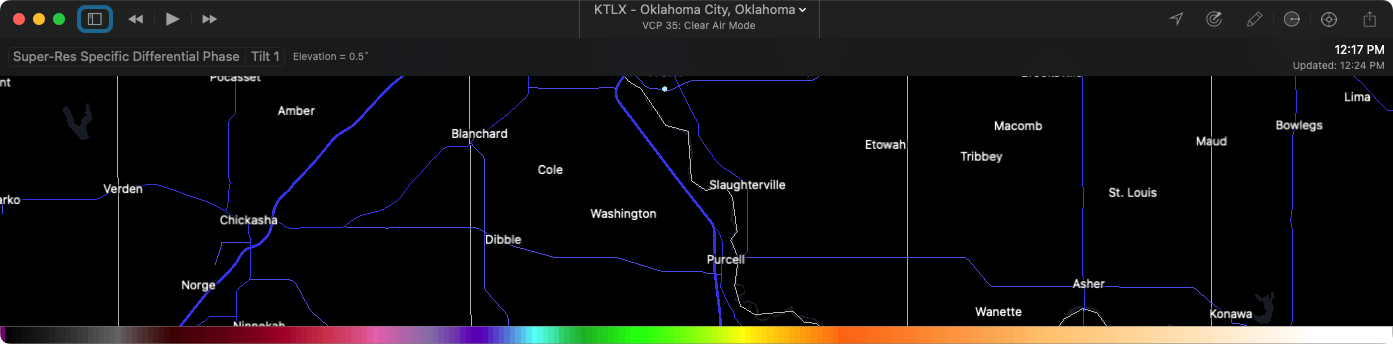 KTLX - Oklahoma City, Oklahoma
VCP 35: Clear Air Mode
Super-Res Specific Differential Phase Tilt 1 Elevation = 0.5°
12:17 PM
Updated: 12:24 PM
Pocasset
Lima
Amber
Macomb
Bowlegs
Blanchard
Etowah
Maud
Tribbey
Cole
Verden
Slaughterville
St. Louis
Washington
Chickasha
Dibble
Purcell
Norge
Asher
Wanette
Konawa
Ninnekah